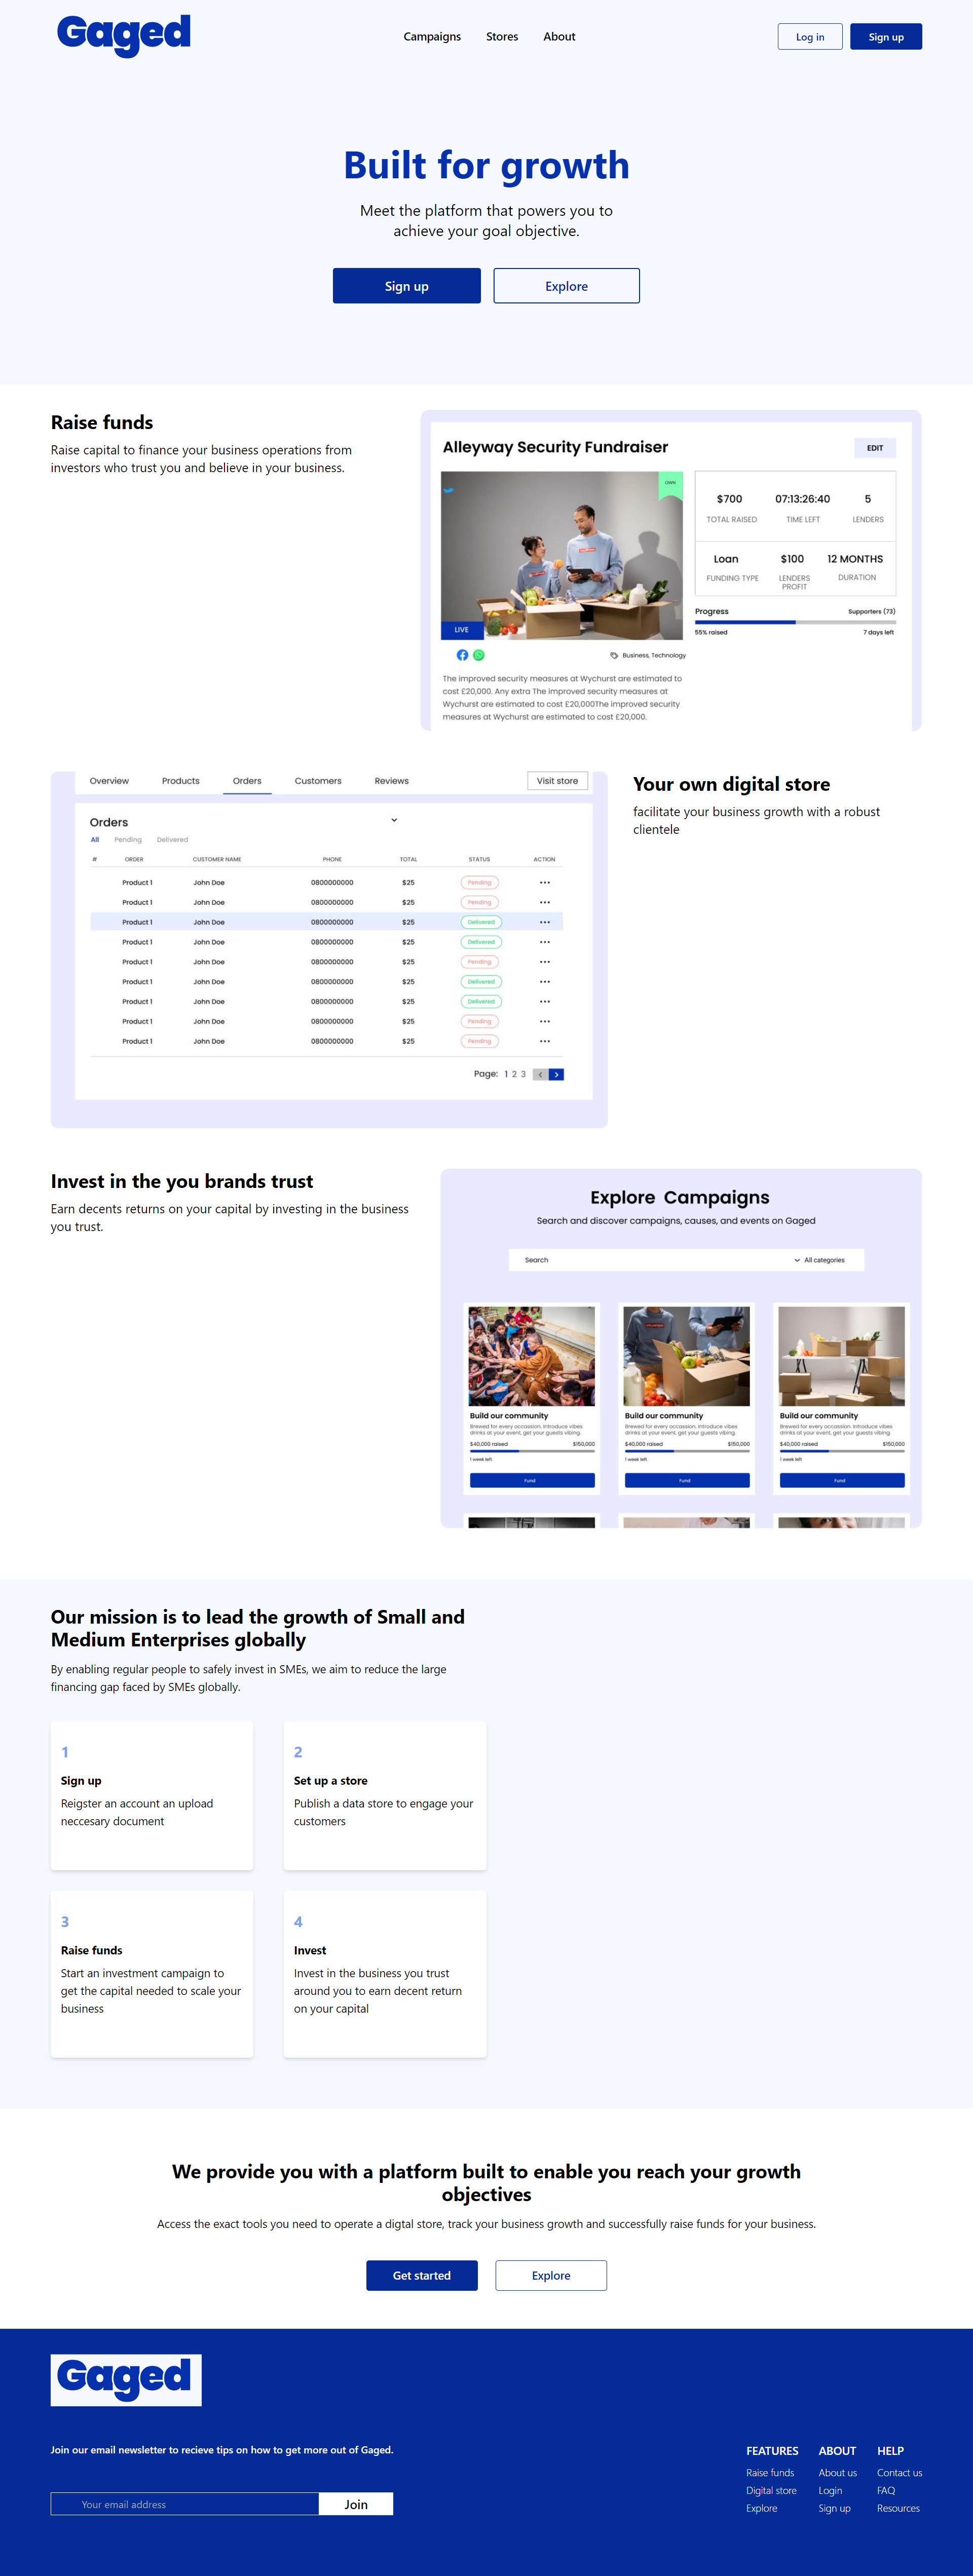 Gaged
Campaigns Stores About
Log in Sign up
Built for growth
Meet the platform that powers you to
achieve your goal objective.
Sign up Explore
Raise funds
Raise capital to finance your business operations from
investors who trust you and believe in your business.
Alleyway Security Fundraiser
EDIT
OWN
$700 07:13:26:40 5
TOTAL RAISED TIME LEFT LENDERS
Loan $100 12 MONTHS
FUNDING TYPE LENDERS PROFIT DURATION
Progress Supporters (73)
55% raised 7 days left
LIVE
Business, Technology
The improved security measures at Wychurst are estimated to
cost £20,000. Any extra The improved security measures at
Wychurst are estimated to cost £20,000The improved security
measures at Wychurst are estimated to cost £20,000.
Overview Products Orders Customers Reviews Visit store
Orders
All Pending Delivered
# ORDER CUSTOMER NAME PHONE TOTAL STATUS ACTION
Product 1 John Doe 0800000000 $25 Pending
Product 1 John Doe 0800000000 $25 Pending
Product 1 John Doe 0800000000 $25 Delivered
Product 1 John Doe 0800000000 $25 Delivered
Product 1 John Doe 0800000000 $25 Pending
Product 1 John Doe 0800000000 $25 Delivered
Product 1 John Doe 0800000000 $25 Delivered
Product 1 John Doe 0800000000 $25 Pending
Product 1 John Doe 0800000000 $25 Pending
Page: 1 2 3 < >
Your own digital store
facilitate your business growth with a robust
clientele
Invest in the you brands trust
Earn decents returns on your capital by investing in the business
you trust.
Explore Campaigns
Search and discover campaigns, causes, and events on Gaged
Search All categories
Build our community Build our community Build our community
Brewed for every occassion. Introduce vibes Brewed for every occassion. Introduce vibes Brewed for every occassion. Introduce vibes
drinks at your event, get your guests vibing. drinks at your event, get your guests vibing. drinks at your event, get your guests vibing.
$40,000 raised $150,000 $40,000 raised $150,000 $40,000 raised $150,000
1 week left 1 week left 1 week left
Fund Fund Fund
Our mission is to lead the growth of Small and
Medium Enterprises globally
By enabling regular people to safely invest in SMEs, we aim to reduce the large
financing gap faced by SMEs globally.
1
Sign up
Reigster an account an upload
neccesary document
2
Set up a store
Publish a data store to engage your
customers
3
Raise funds
Start an investment campaign to
get the capital needed to scale your
business
4
Invest
Invest in the business you trust
around you to earn decent return
on your capital
We provide you with a platform built to enable you reach your growth
objectives
Access the exact tools you need to operate a digtal store, track your business growth and successfully raise funds for your business.
Get started Explore
Gaged
Join our email newsletter to recieve tips on how to get more out of Gaged.
Your email address Join
FEATURES ABOUT HELP
Raise funds About us Contact us
Digital store Login FAQ
Explore Sign up Resources